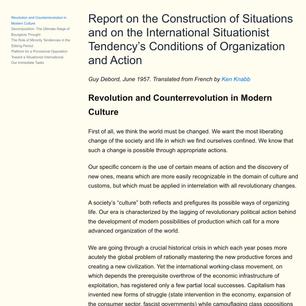 Revolution and Counterrevolution in
Modern Culture
Decomposition: The Ultimate Stage of
Bourgeois Thought
The Role of Minority Tendencies in the
Ebbing Period
Platform for a Provisional Opposition
Toward a Situationist International
Our Immediate Tasks
Report on the Construction of Situations
and on the International Situationist
Tendency’s Conditions of Organization
and Action
Guy Debord, June 1957. Translated from French by Ken Knabb
Revolution and Counterrevolution in Modern
Culture
First of all, we think the world must be changed. We want the most liberating
change of the society and life in which we find ourselves confined. We know that
such a change is possible through appropriate actions.
Our specific concern is the use of certain means of action and the discovery of
new ones, means which are more easily recognizable in the domain of culture and
customs, but which must be applied in interrelation with all revolutionary changes.
A society’s “culture” both reflects and prefigures its possible ways of organizing
life. Our era is characterized by the lagging of revolutionary political action behind
the development of modern possibilities of production which call for a more
advanced organization of the world.
We are going through a crucial historical crisis in which each year poses more
acutely the global problem of rationally mastering the new productive forces and
creating a new civilization. Yet the international working-class movement, on
which depends the prerequisite overthrow of the economic infrastructure of
exploitation, has registered only a few partial local successes. Capitalism has
invented new forms of struggle (state intervention in the economy, expansion of
the consumer sector, fascist governments) while camouflaging class oppositions